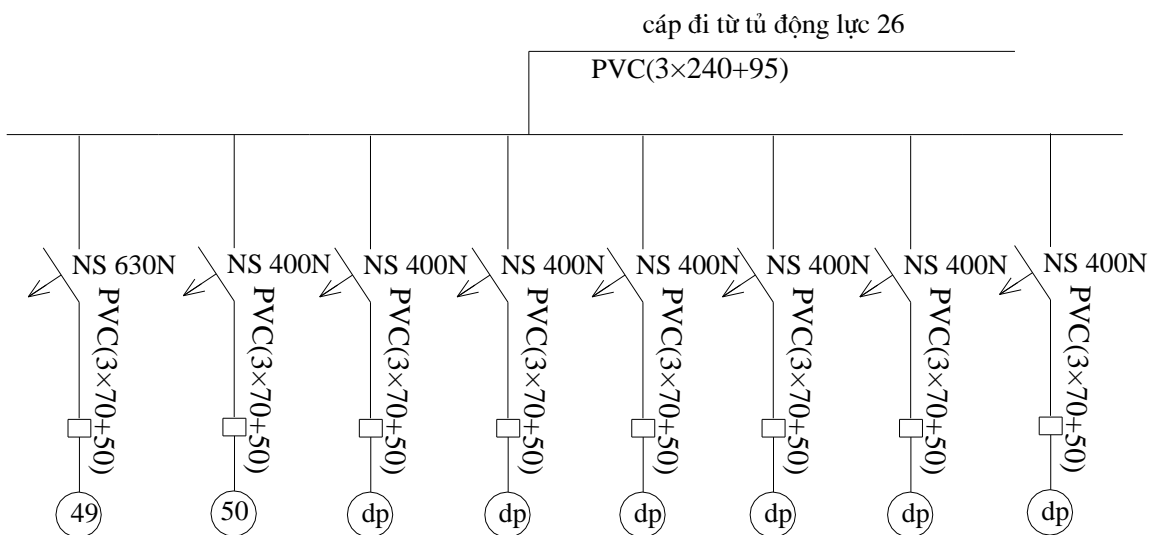 cáp đi từ tủ động lực 26
PVC(3×240+95)
NS 630N
NS 400N
NS 400N
NS 400N
NS 400N
NS 400N
NS 400N
NS 400N
PVC(3×70+50)
PVC(3×70+50)
PVC(3×70+50)
PVC(3×70+50)
PVC(3×70+50)
PVC(3×70+50)
PVC(3×70+50)
PVC(3×70+50)
49
50
dp
dp
dp
dp
dp
dp